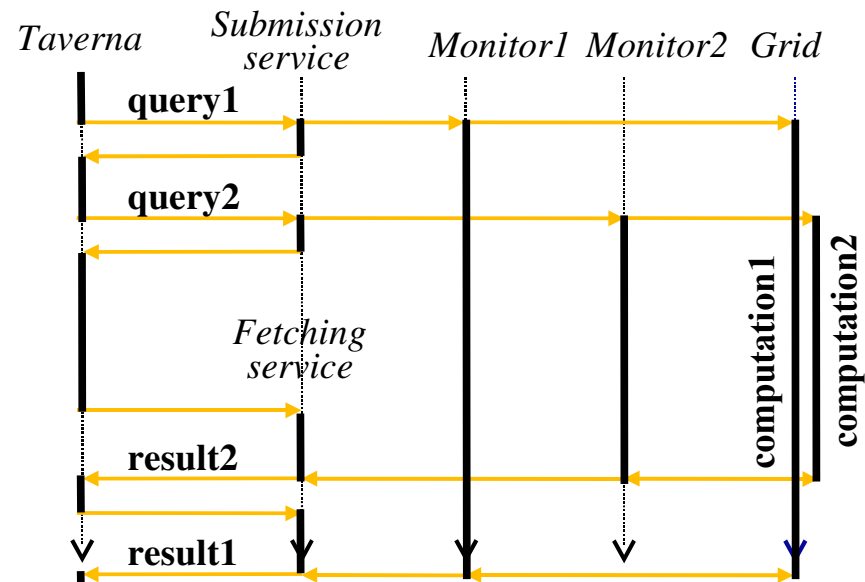 Taverna
Submission
service
Monitor1
Monitor2
Grid
query1
query2
Fetching
service
computation1
computation2
result2
result1